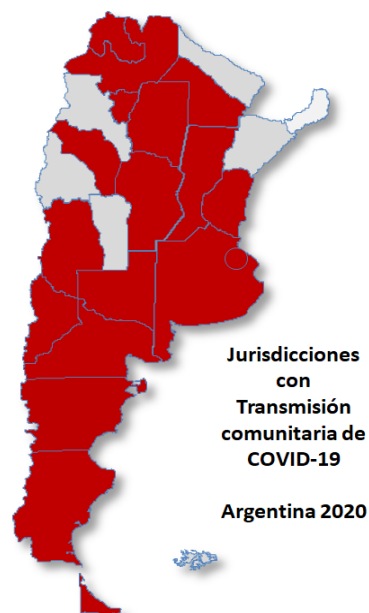 Jurisdicciones
con
Transmisión
comunitaria de
COVID-19
Argentina 2020